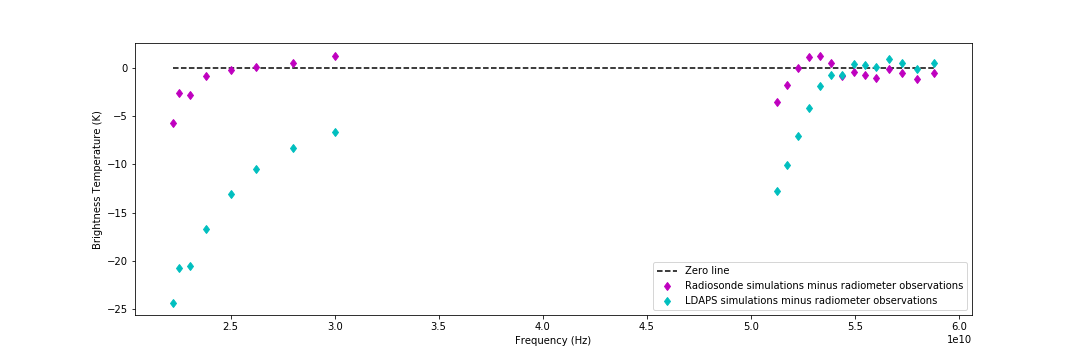 0
−5
−10
−15
−20
−25
Brightness Temperature (K)
Zero line
Radiosonde simulations minus radiometer observations
LDAPS simulations minus radiometer observations
2.5 3.0 3.5 4.0 4.5 5.0 5.5 6.0
1e10
Frequency (Hz)